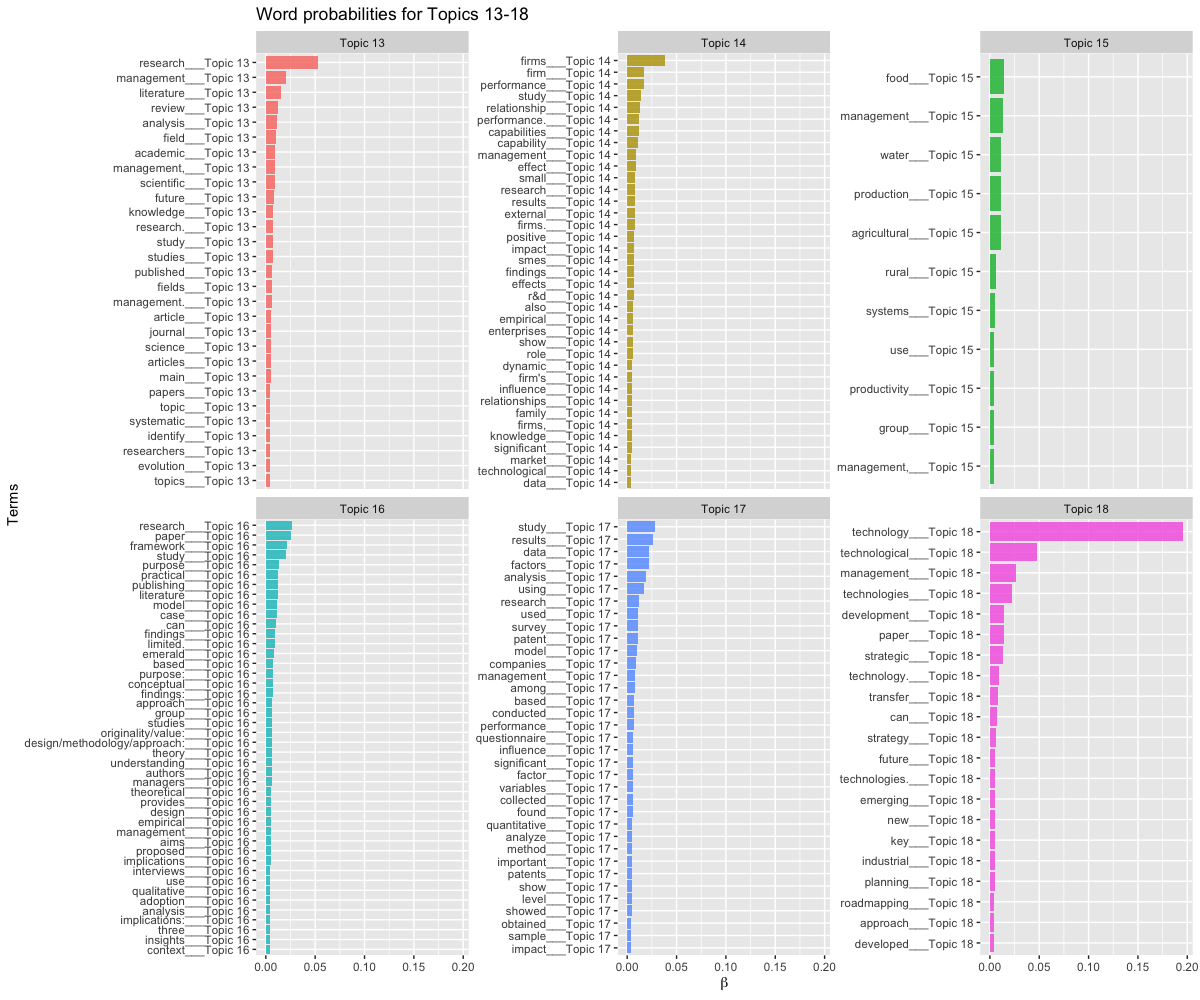 Word probabilities for Topics 13-18
Topic 13
research___Topic 13
management___Topic 13
literature___Topic 13
review___Topic 13
analysis___Topic 13
field___Topic 13
academic___Topic 13
management,___Topic 13
scientific___Topic 13
future___Topic 13
knowledge___Topic 13
research.___Topic 13
study___Topic 13
studies___Topic 13
published___Topic 13
fields___Topic 13
management.___Topic 13
article___Topic 13
journal___Topic 13
science___Topic 13
articles___Topic 13
main___Topic 13
papers___Topic 13
topic___Topic 13
systematic___Topic 13
identify___Topic 13
researchers___Topic 13
evolution___Topic 13
topics___Topic 13
Topic 14
firms___Topic 14
firm___Topic 14
performance___Topic 14
study___Topic 14
relationship___Topic 14
performance.___Topic 14
capabilities___Topic 14
capability___Topic 14
management___Topic 14
effect___Topic 14
small___Topic 14
research___Topic 14
results___Topic 14
external___Topic 14
firms.___Topic 14
positive___Topic 14
impact___Topic 14
smes___Topic 14
findings___Topic 14
effects___Topic 14
r&d___Topic 14
also___Topic 14
empirical___Topic 14
enterprises___Topic 14
show___Topic 14
role___Topic 14
dynamic___Topic 14
firm's___Topic 14
influence___Topic 14
relationships___Topic 14
family___Topic 14
firms,___Topic 14
knowledge___Topic 14
significant___Topic 14
market___Topic 14
technological___Topic 14
data___Topic 14
Topic 15
food___Topic 15
management___Topic 15
water___Topic 15
production___Topic 15
agricultural___Topic 15
rural___Topic 15
systems___Topic 15
use___Topic 15
productivity___Topic 15
group___Topic 15
management,___Topic 15
Terms
Topic 16
research___Topic 16
paper___Topic 16
framework___Topic 16
study___Topic 16
purpose___Topic 16
practical___Topic 16
publishing___Topic 16
literature___Topic 16
model___Topic 16
case___Topic 16
can___Topic 16
findings___Topic 16
limited.___Topic 16
emerald___Topic 16
based___Topic 16
purpose:___Topic 16
conceptual___Topic 16
findings:___Topic 16
approach___Topic 16
group___Topic 16
studies___Topic 16
originality/value:___Topic 16
design/methodology/approach:___Topic 16
theory___Topic 16
understanding___Topic 16
authors___Topic 16
managers___Topic 16
theoretical___Topic 16
provides___Topic 16
design___Topic 16
empirical___Topic 16
management___Topic 16
aims___Topic 16
proposed___Topic 16
implications___Topic 16
interviews___Topic 16
use___Topic 16
qualitative___Topic 16
adoption___Topic 16
analysis___Topic 16
implications:___Topic 16
three___Topic 16
insights___Topic 16
context___Topic 16
0.00 0.05 0.10 0.15 0.20
Topic 17
study___Topic 17
results___Topic 17
data___Topic 17
factors___Topic 17
analysis___Topic 17
using___Topic 17
research___Topic 17
used___Topic 17
survey___Topic 17
patent___Topic 17
model___Topic 17
companies___Topic 17
management___Topic 17
among___Topic 17
based___Topic 17
conducted___Topic 17
performance___Topic 17
questionnaire___Topic 17
influence___Topic 17
significant___Topic 17
factor___Topic 17
variables___Topic 17
collected___Topic 17
found___Topic 17
quantitative___Topic 17
analyze___Topic 17
method___Topic 17
important___Topic 17
patents___Topic 17
show___Topic 17
level___Topic 17
showed___Topic 17
obtained___Topic 17
sample___Topic 17
impact___Topic 17
0.00 0.05 0.10 0.15 0.20
Topic 18
technology___Topic 18
technological___Topic 18
management___Topic 18
technologies___Topic 18
development___Topic 18
paper___Topic 18
strategic___Topic 18
technology.___Topic 18
transfer___Topic 18
can___Topic 18
strategy___Topic 18
future___Topic 18
technologies.___Topic 18
emerging___Topic 18
new___Topic 18
key___Topic 18
industrial___Topic 18
planning___Topic 18
roadmapping___Topic 18
approach___Topic 18
developed___Topic 18
0.00 0.05 0.10 0.15 0.20
β